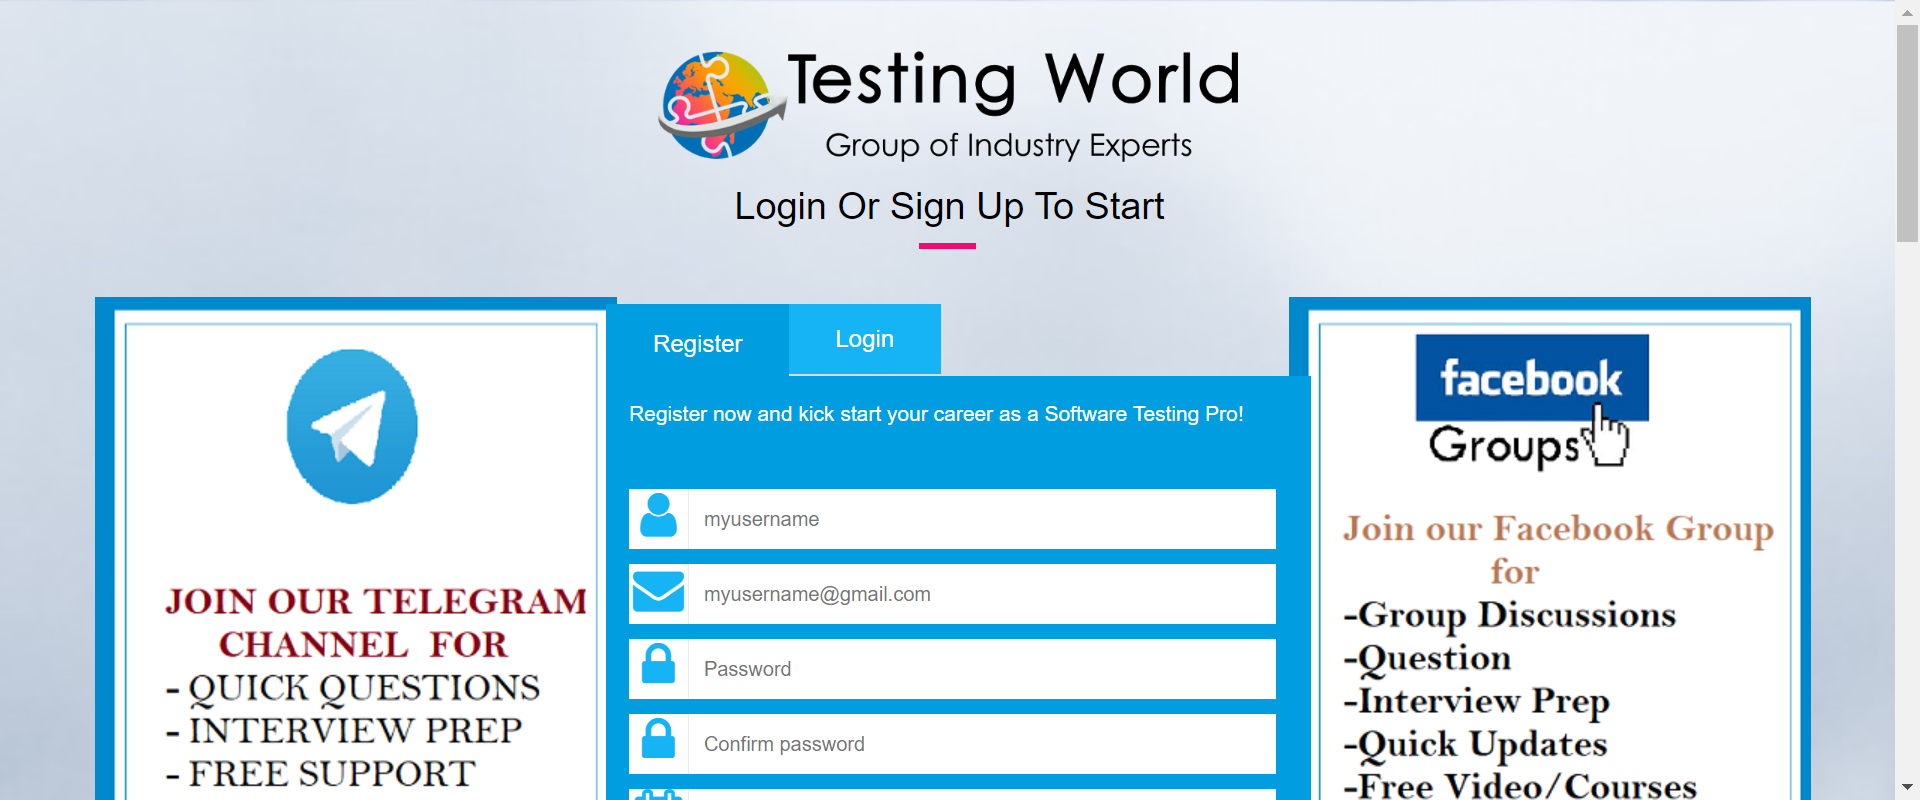 Testing World
Group of Industry Experts
Login Or Sign Up To Start
JOIN OUR TELEGRAM
CHANNEL FOR
- QUICK QUESTIONS
- INTERVIEW PREP
- FREE SUPPORT
Register
Login
Register now and kick start your career as a Software Testing Pro!
myusername
myusername@gmail.com
Password
Confirm password
facebook
Groups
Join our Facebook Group
for
-Group Discussions
-Question
-Interview Prep
-Quick Updates
-Free Video/Courses